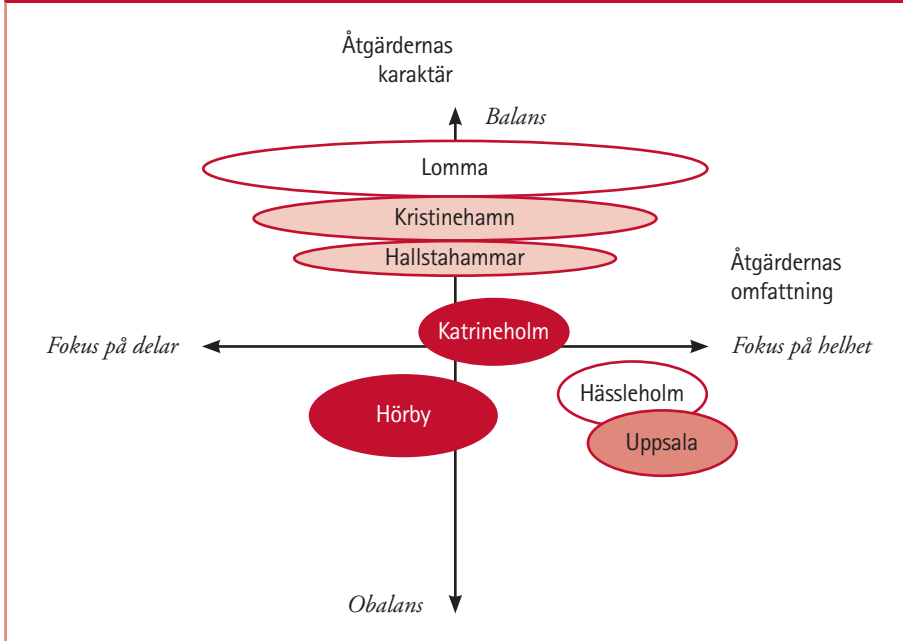 Åtgärdernas
karaktär
Balans
Lomma
Kristinehamn
Hallstahammar
Åtgärdernas
omfattning
Katrineholm
Fokus på delar
Fokus på helhet
Hässleholm
Hörby
Uppsala
Obalans